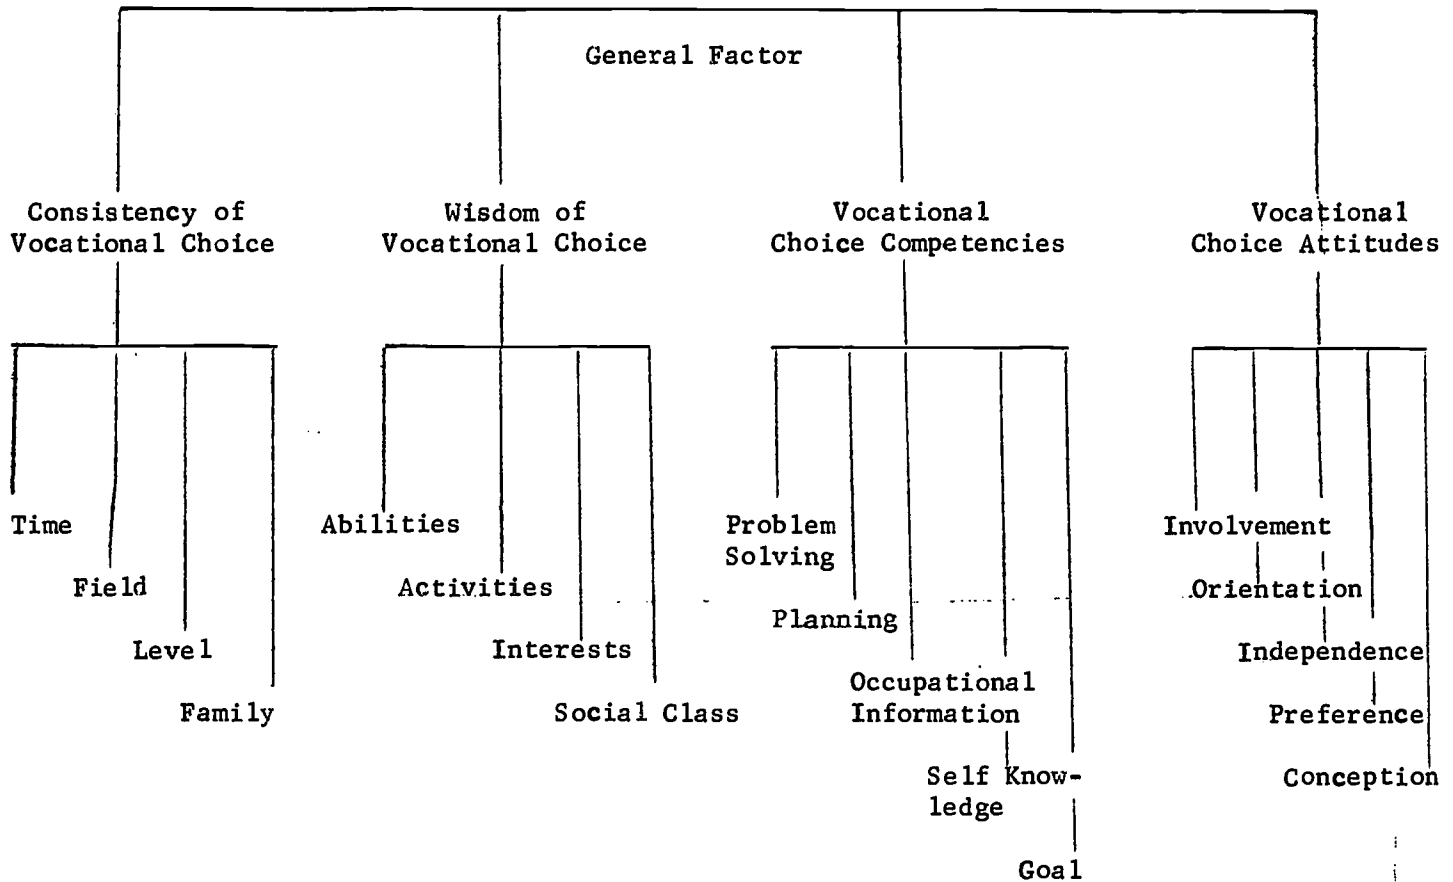 General Factor
Consistency of
Vocational Choice
Wisdom of
Vocational Choice
Vocational
Choice Competencies
Vocational
Choice Attitudes
Time
Field
Level
Family
Abilities
Activities
Interests
Social Class
Problem
Solving
Planning
Occupational
Information
Self Know-
ledge
Goal
Involvement
Orientation
Independence
Preference
Conception